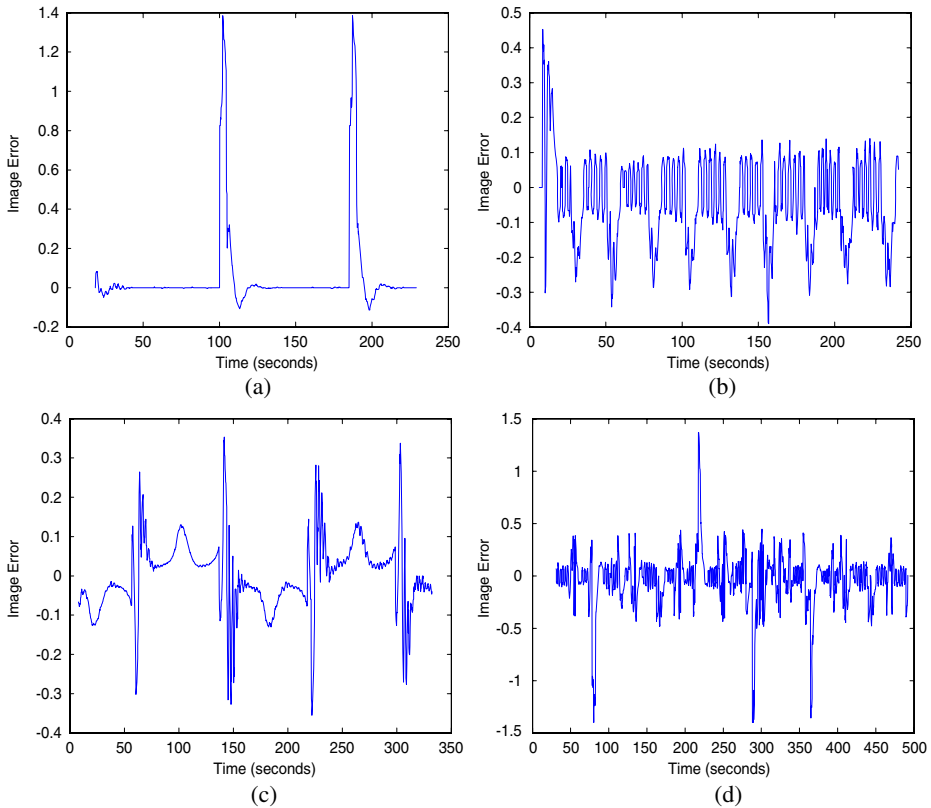 1.4
1.2
1
0.8
0.6
0.4
0.2
0
-0.2
Image Error
0 50 100 150 200 250
Time (seconds)
(a)
0.5
0.4
0.3
0.2
0.1
0
-0.1
-0.2
-0.3
-0.4
Image Error
0 50 100 150 200 250
Time (seconds)
(b)
0.4
0.3
0.2
0.1
0
-0.1
-0.2
-0.3
-0.4
Image Error
0 50 100 150 200 250 300 350
Time (seconds)
(c)
1.5
1
0.5
0
-0.5
-1
-1.5
Image Error
0 50 100 150 200 250 300 350 400 450 500
Time (seconds)
(d)